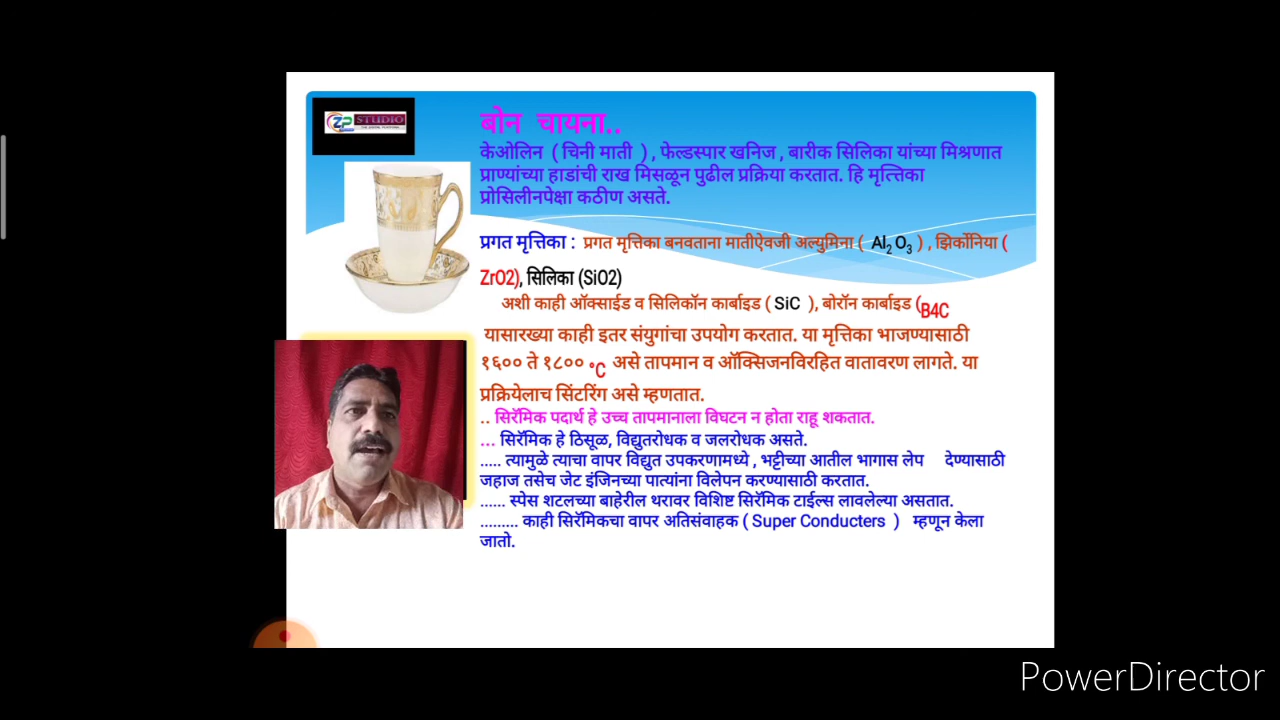 ZP STUDIO
बोन चायना..
केओलिन ( चिनी माती ) , फेल्डस्पार खनिज , बारीक सिलिका यांच्या मिश्रणात
प्राण्यांच्या हाडांची राख मिसळून पुढील प्रक्रिया करतात. हि मृत्त्तिका
प्रोसिलीनपेक्षा कठीण असते.
प्रगत मृत्तिका : प्रगत मृत्तिका बनवताना मातीऐवजी अल्युमिना ( Al2O3 ) , झिर्कोनिया (
ZrO2), सिलिका (SiO2)
अशी काही ऑक्साईड व सिलिकॉन कार्बाइड ( SiC ), बोरॉन कार्बाइड (B4C
यासारख्या काही इतर संयुगांचा उपयोग करतात. या मृत्तिका भाजण्यासाठी
१६०० ते १८०० °C असे तापमान व ऑक्सिजनविरहित वातावरण लागते. या
प्रक्रियेलाच सिंटरिंग असे म्हणतात.
.. सिरॅमिक पदार्थ हे उच्च तापमानाला विघटन न होता राहू शकतात.
... सिरॅमिक हे ठिसूळ, विद्युतरोधक व जलरोधक असते.
..... त्यामुळे त्याचा वापर विद्युत उपकरणामध्ये , भट्टीच्या आतील भागास लेप देण्यासाठी
जहाज तसेच जेट इंजिनच्या पात्यांना विलेपन करण्यासाठी करतात.
...... स्पेस शटलच्या बाहेरील थरावर विशिष्ट सिरॅमिक टाईल्स लावलेल्या असतात.
......... काही सिरॅमिकचा वापर अतिसंवाहक ( Super Conducters ) म्हणून केला
जातो.
PowerDirector